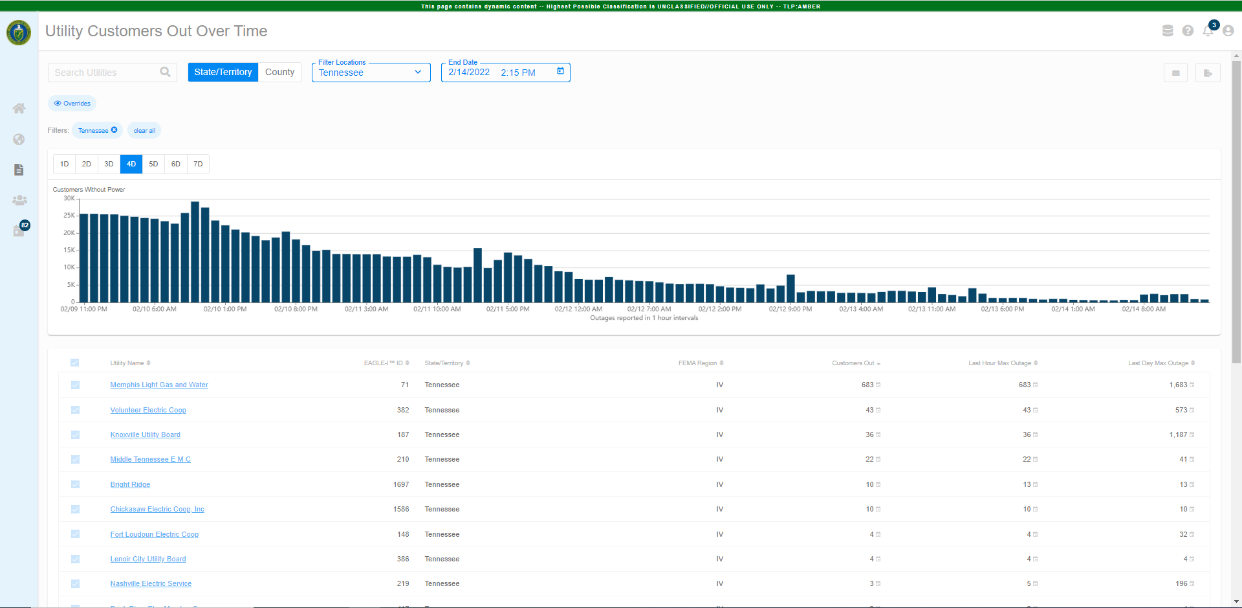 This page contains dynamic content -- Highest Possible Classification is UNCLASSIFIED//OFFICIAL USE ONLY -- TLP:AMBER
Utility Customers Out Over Time
3
Search Utilities
State/Territory
County
Filter Locations
Tennessee
End Date
2/14/2022 2:15 PM
Overrides
Filters: Tennessee clear all
1D 2D 3D 4D 5D 6D 7D
Customers Without Power
30K
25K
20K
15K
10K
5K
0
02/09 11:00 PM 02/10 6:00 AM 02/10 1:00 PM 02/10 8:00 PM 02/11 3:00 AM 02/11 10:00 AM 02/11 5:00 PM 02/12 12:00 AM 02/12 7:00 AM 02/12 2:00 PM 02/12 9:00 PM 02/13 4:00 AM 02/13 11:00 AM 02/13 6:00 PM 02/14 1:00 AM 02/14 8:00 AM
Outages reported in 1 hour intervals
Utility Name EAGLE-I™ ID State/Territory FEMA Region Customers Out Last Hour Max Outage Last Day Max Outage
Memphis Light Gas and Water 71 Tennessee IV 683 683 1,683
Volunteer Electric Coop 382 Tennessee IV 43 43 573
Knoxville Utility Board 187 Tennessee IV 36 36 1,187
Middle Tennessee E M C 210 Tennessee IV 22 22 41
Bright Ridge 1697 Tennessee IV 10 13 13
Chickasaw Electric Coop, Inc 1586 Tennessee IV 10 10 10
Fort Loudoun Electric Coop 148 Tennessee IV 4 4 32
Lenoir City Utility Board 386 Tennessee IV 4 4 4
Nashville Electric Service 219 Tennessee IV 3 5 196